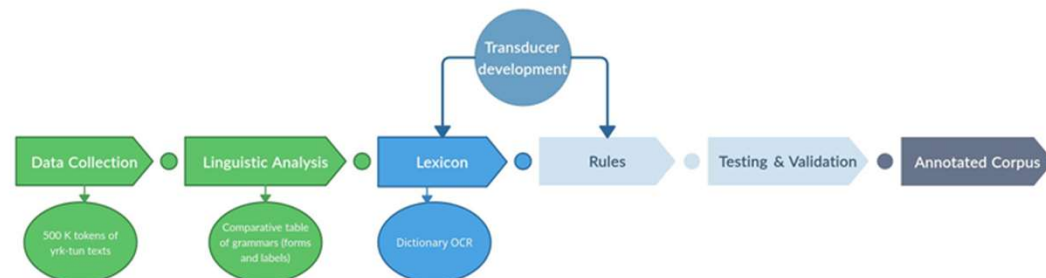 Transducer
development
Data Collection
Linguistic Analysis
Lexicon
Rules
Testing & Validation
Annotated Corpus
500 K tokens of
yrk-tun texts
Comparative table
of grammars (forms
and labels)
Dictionary OCR